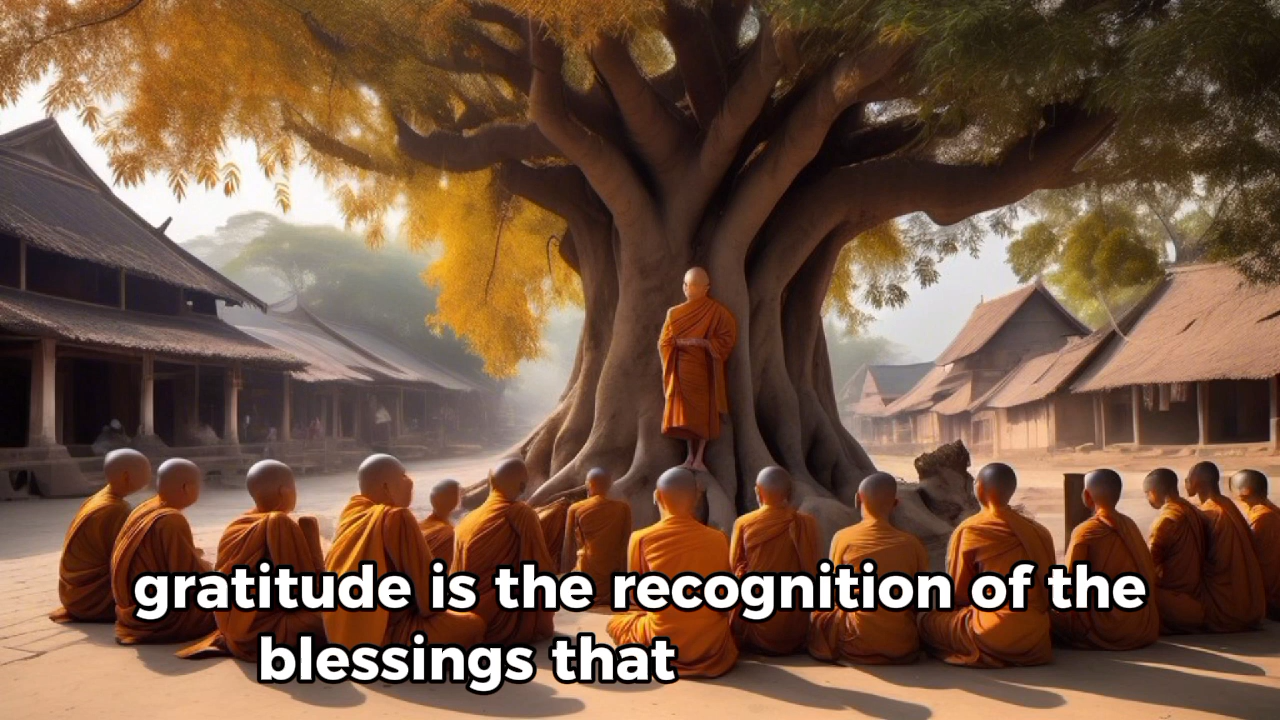 gratitude is the recognition of the
blessings that